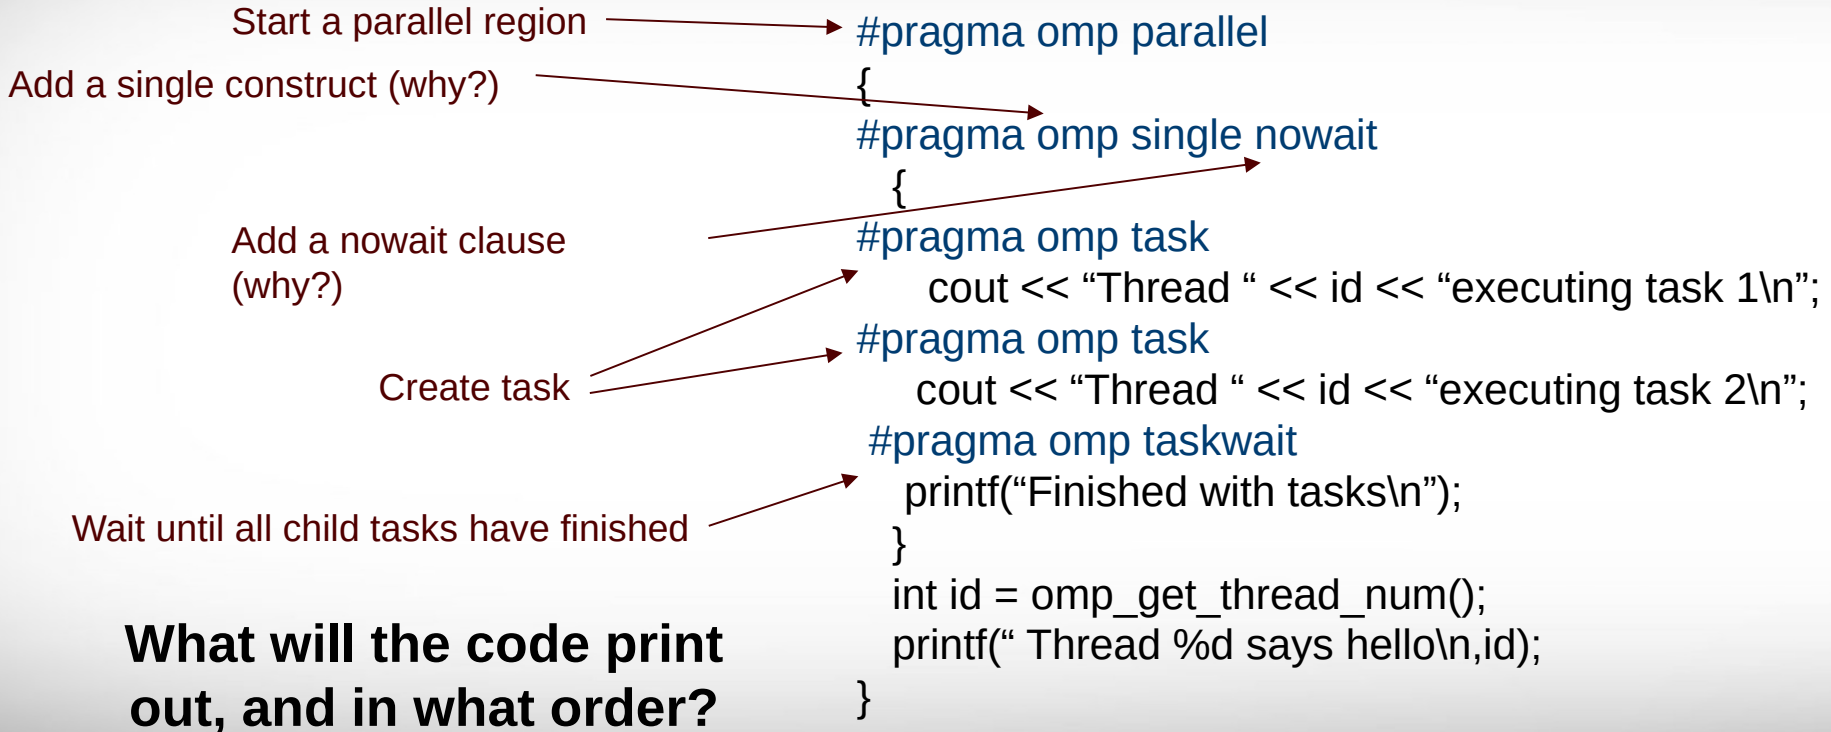 Start a parallel region
Add a single construct (why?)
Add a nowait clause
(why?)
Create task
Wait until all child tasks have finished
What will the code print
out, and in what order?
#pragma omp parallel
{
#pragma omp single nowait
{
#pragma omp task
cout << “Thread “ << id << “executing task 1\n”;
#pragma omp task
cout << “Thread “ << id << “executing task 2\n”;
#pragma omp taskwait
printf(“Finished with tasks\n”);
}
int id = omp_get_thread_num();
printf(“ Thread %d says hello\n,id);
}